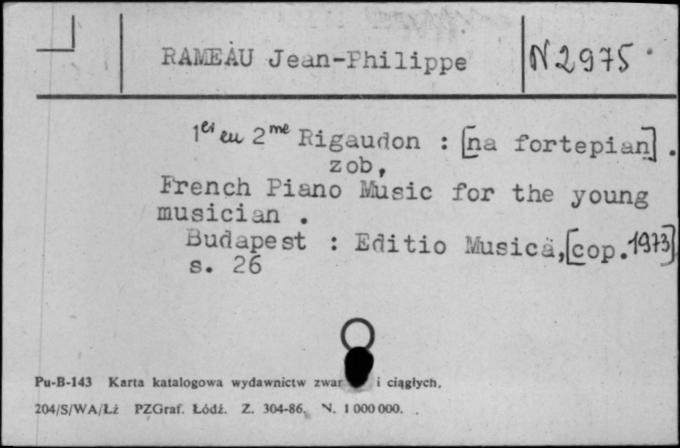 RAMEAU Jean-Philippe N 2975
1er eu 2me Rigaudon : [na fortepian] .
zob,
French Piano Music for the young
musician .
Budapest : Editio Musica, [cop. 1973]
s. 26
Pu-B-143 Karta katalogowa wydawnictw zwar i ciągłych.
204/S/WA/Łż PZGraf. Łódź. Z. 304-86. N. 1 000 000.